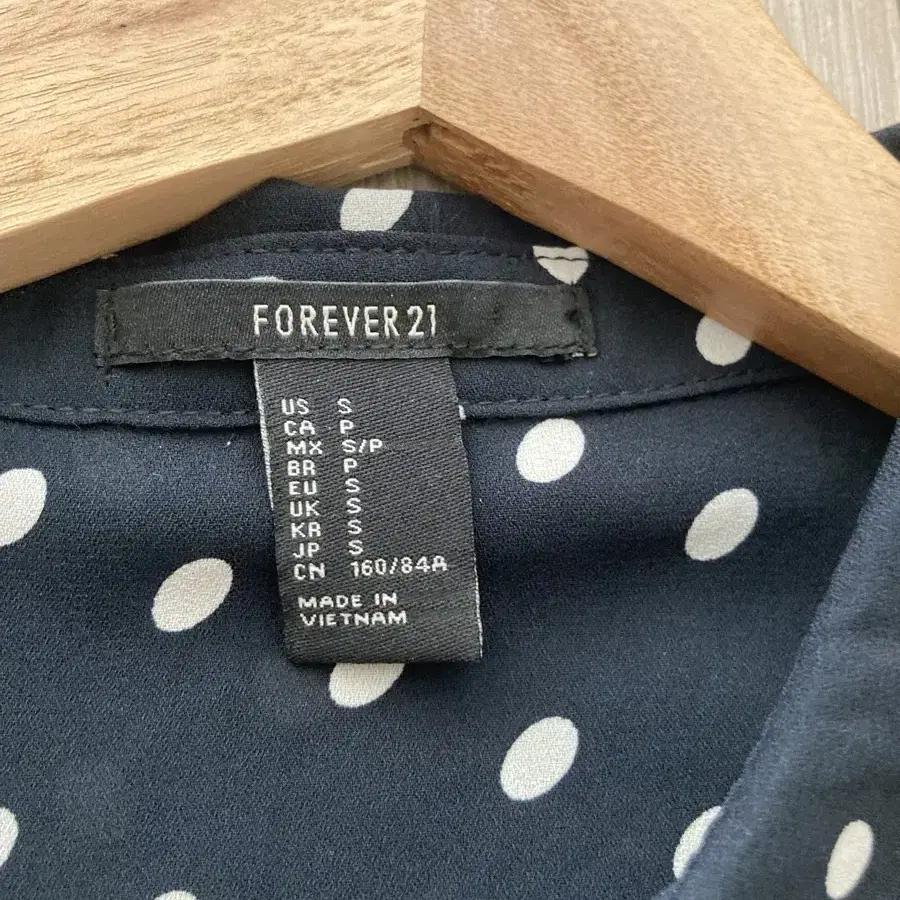 FOREVER 21
US S
CA P
MX S/P
BR P
EU S
UK S
KR S
JP S
CN 160/84A
MADE IN
VIETNAM